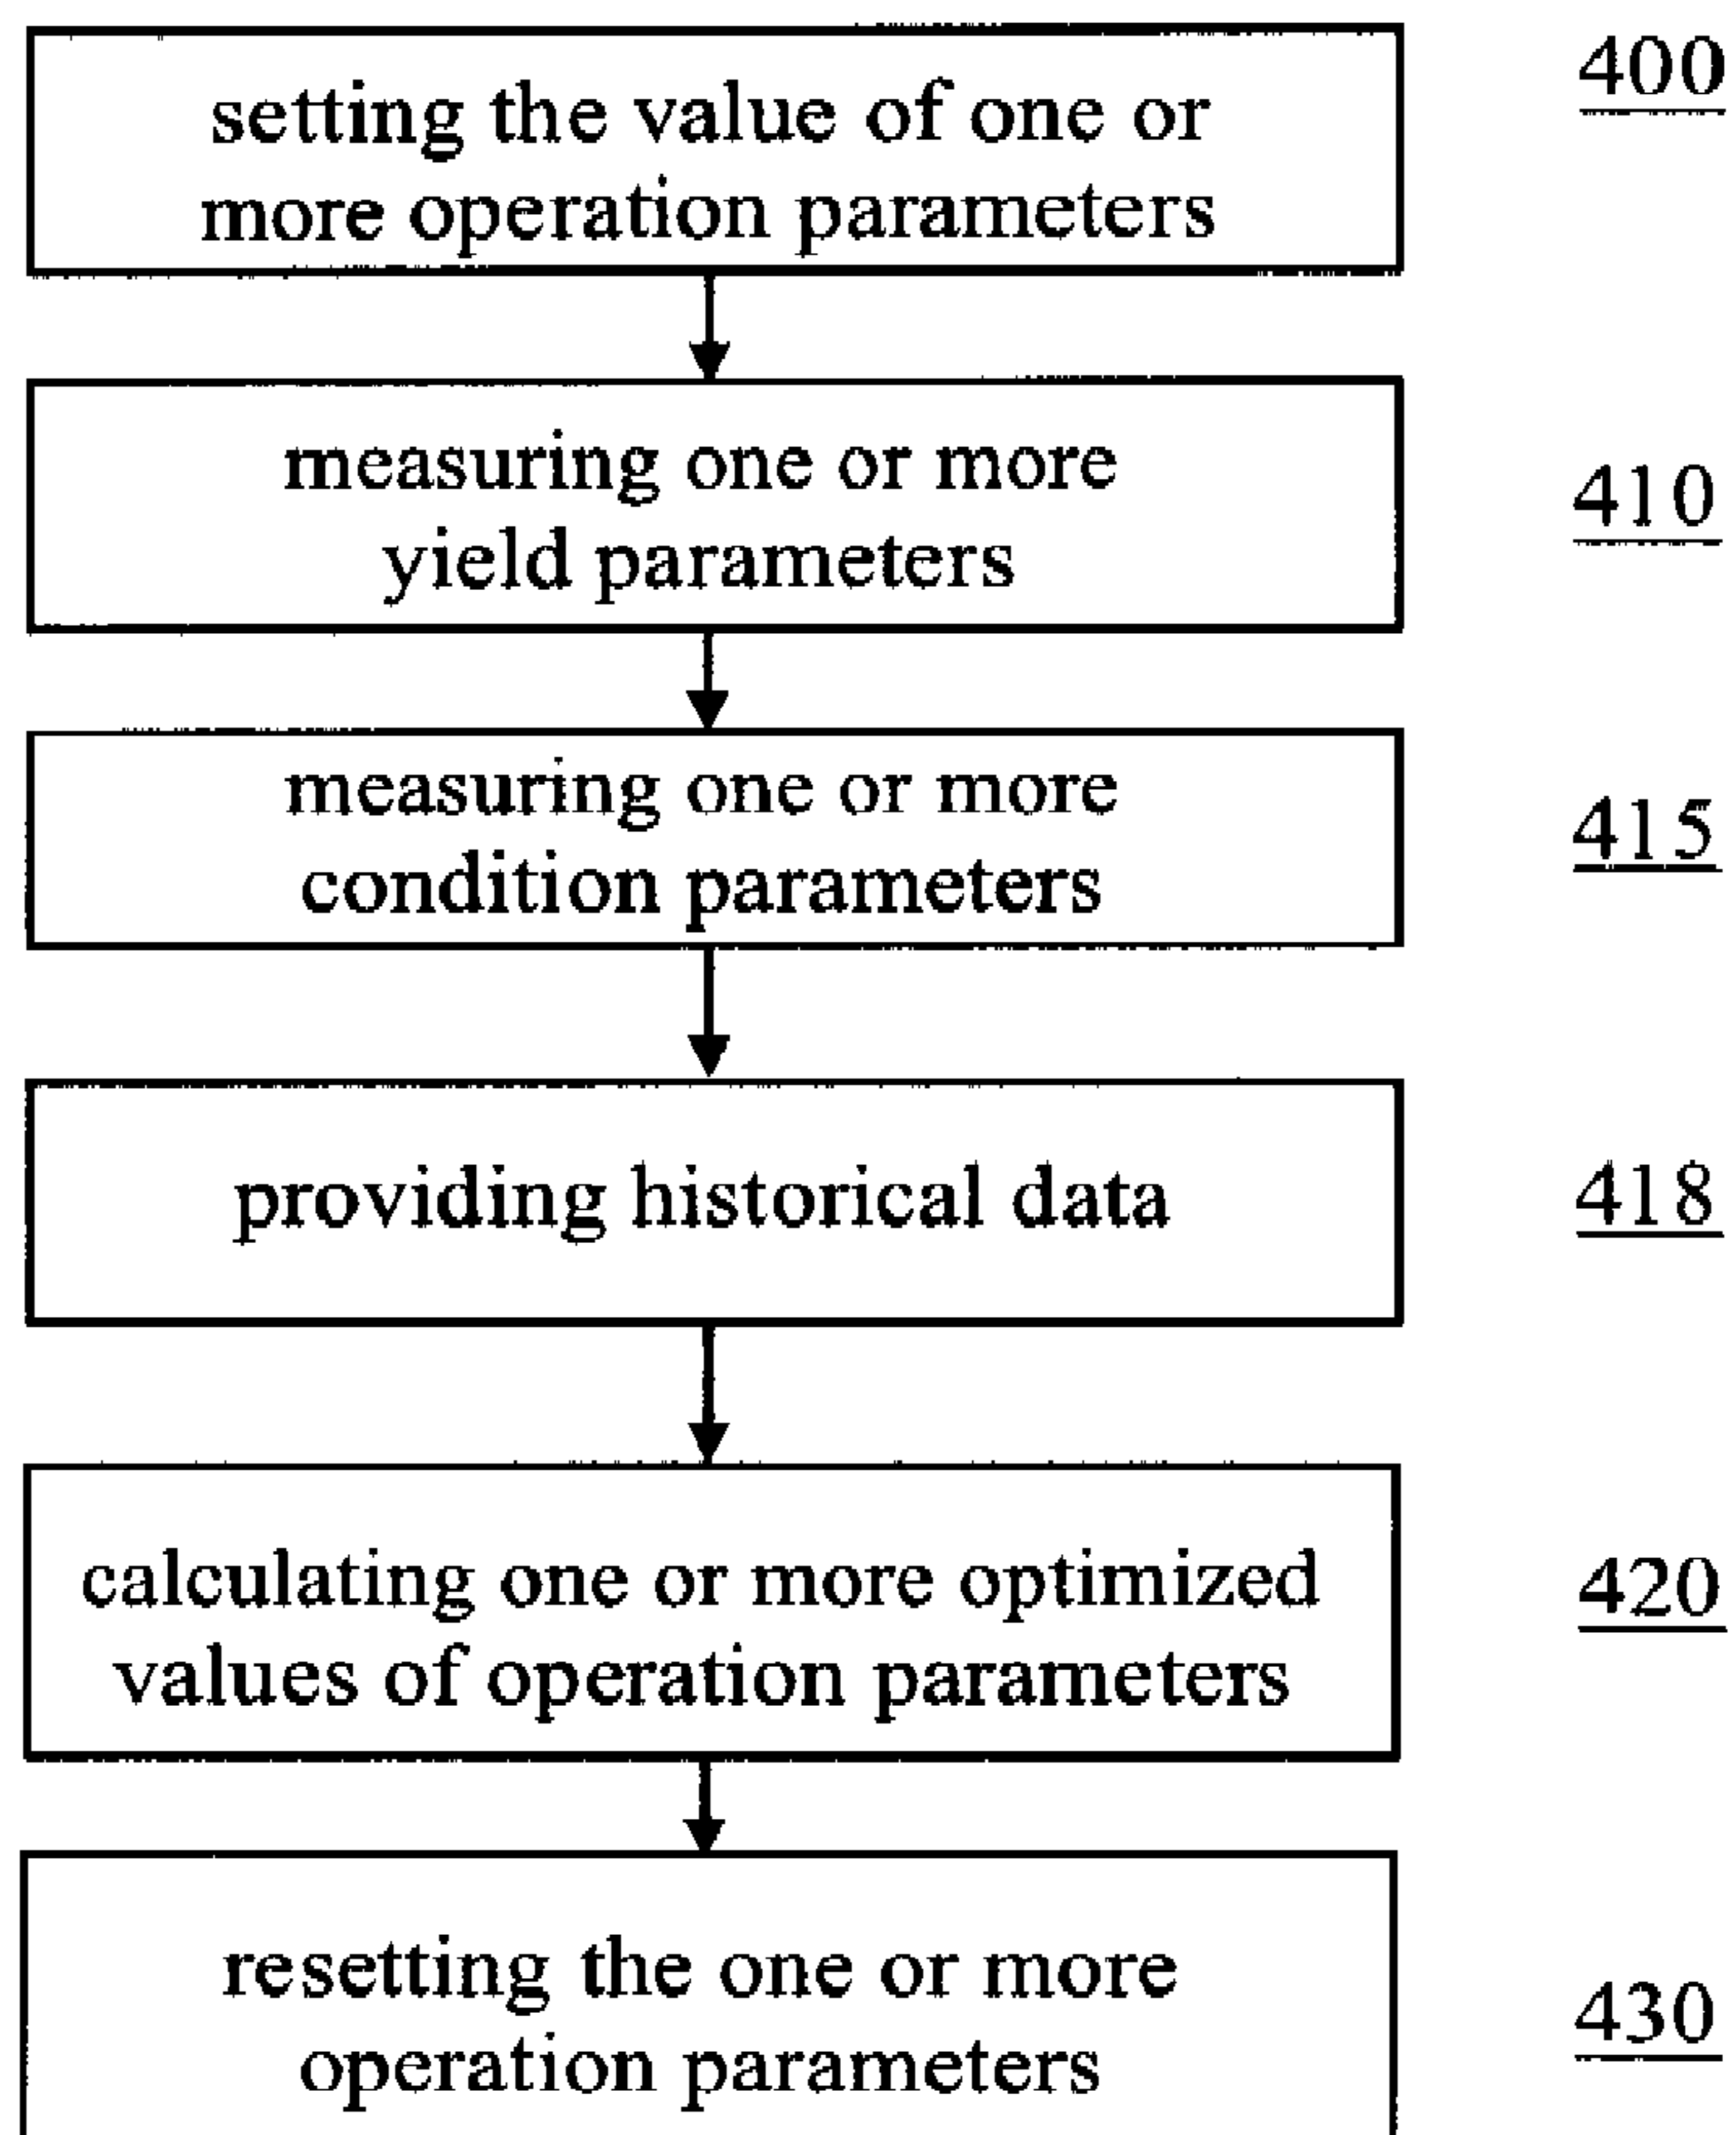 setting the value of one or
more operation parameters
400
measuring one or more
yield parameters
410
measuring one or more
condition parameters
415
providing historical data
418
calculating one or more optimized
values of operation parameters
420
resetting the one or more
operation parameters
430